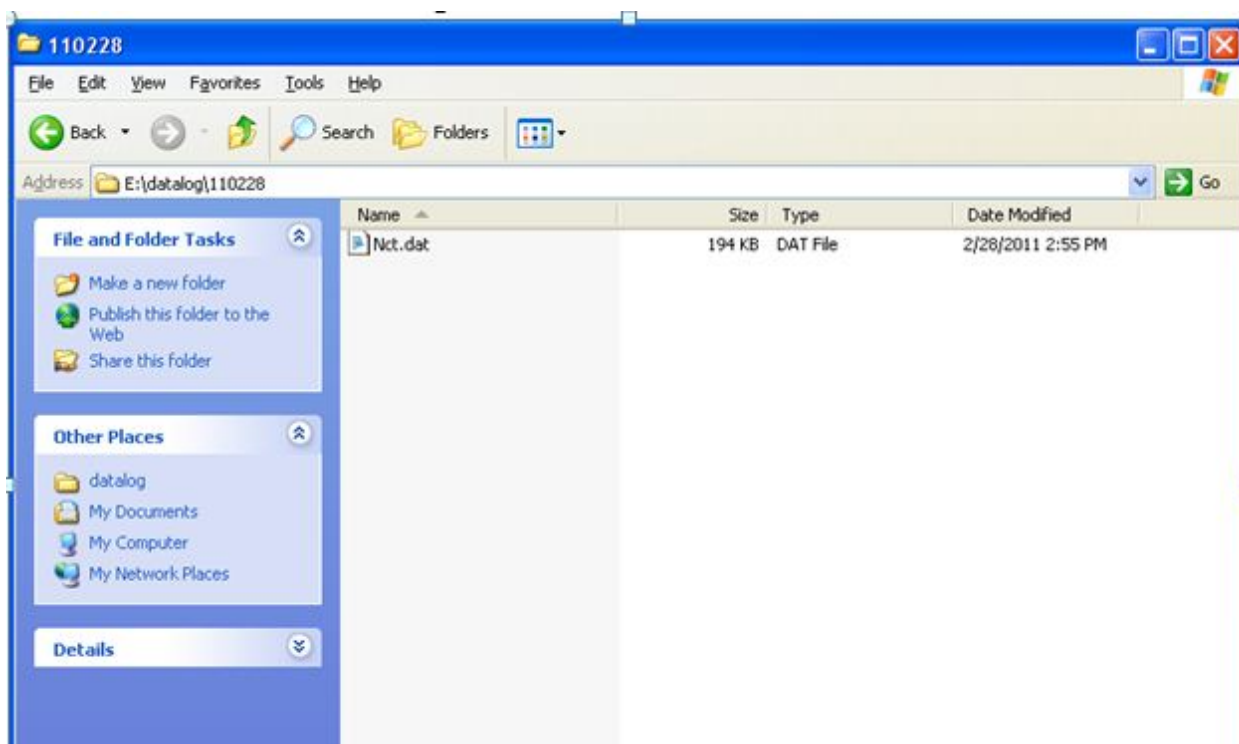 110228
File Edit View Favorites Tools Help
Back Search Folders
Address E:\datalog\110228 Go
File and Folder Tasks
Make a new folder
Publish this folder to the
Web
Share this folder
Other Places
datalog
My Documents
My Computer
My Network Places
Details
Name Size Type Date Modified
Nct.dat 194 KB DAT File 2/28/2011 2:55 PM